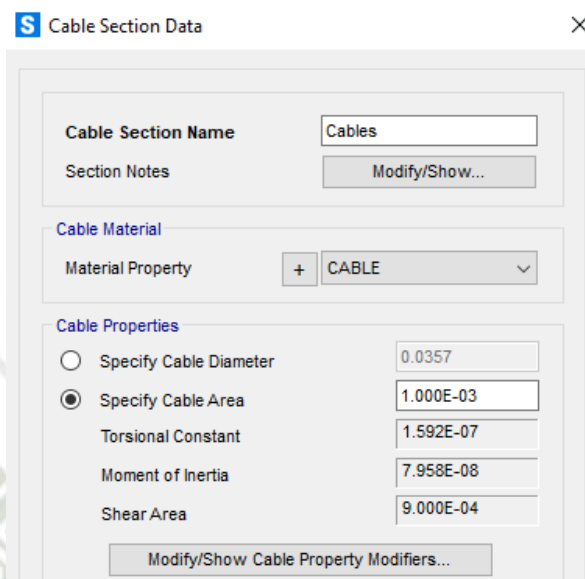 S Cable Section Data
Cable Section Name Cables
Section Notes Modify/Show...
Cable Material
Material Property + CABLE
Cable Properties
Specify Cable Diameter 0.0357
Specify Cable Area 1.000E-03
Torsional Constant 1.592E-07
Moment of Inertia 7.958E-08
Shear Area 9.000E-04
Modify/Show Cable Property Modifiers...